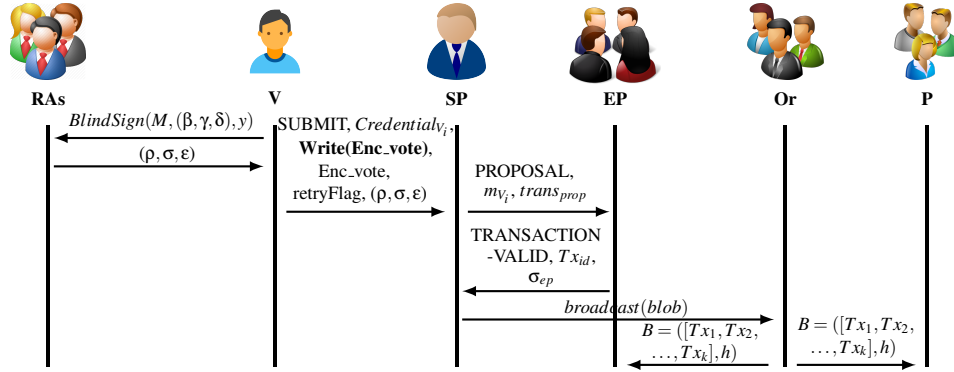 RAs
V
SP
EP
Or
P
BlindSign(M, (β, γ, δ), y)
(ρ, σ, ε)
SUBMIT, Credential_{V_i},
Write(Enc_vote),
Enc_vote,
retryFlag, (ρ, σ, ε)
PROPOSAL,
m_{V_i}, trans_{prop}
TRANSACTION
-VALID, Tx_{id},
σ_{ep}
broadcast(blob)
B = ([Tx_1, Tx_2,
…, Tx_k], h)
B = ([Tx_1, Tx_2,
…, Tx_k], h)